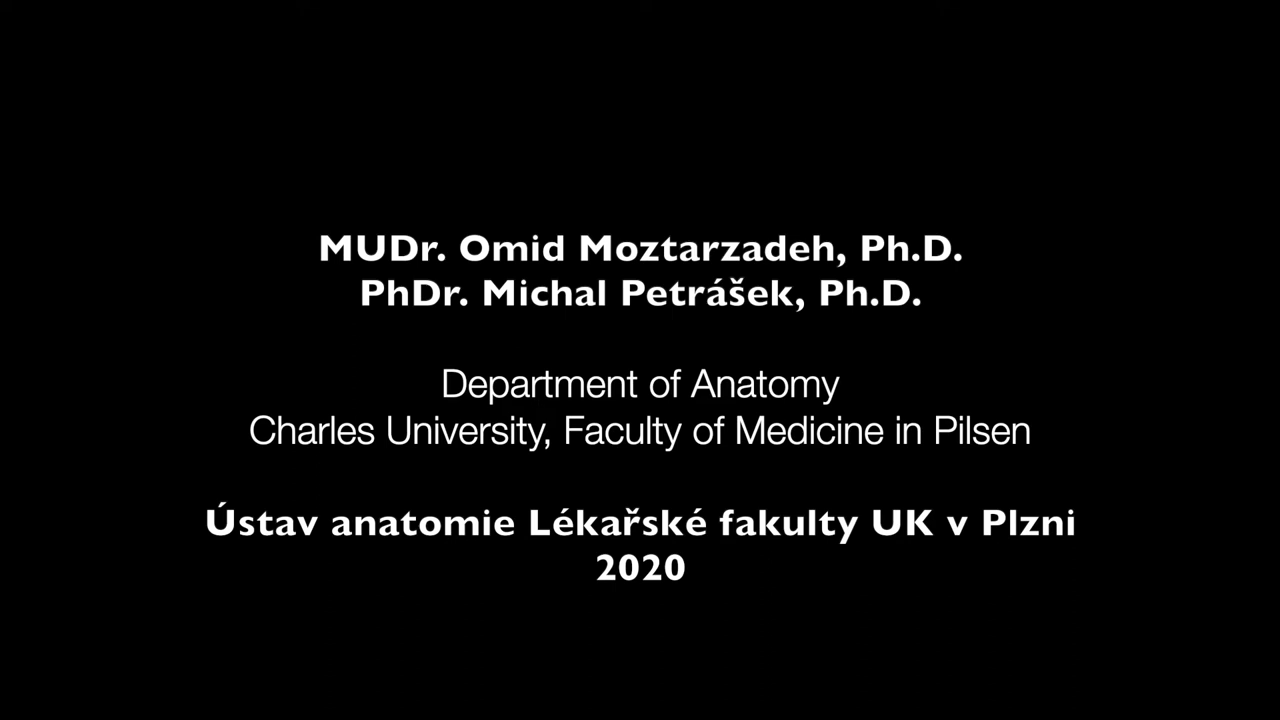 MUDr. Omid Moztarzadeh, Ph.D.
PhDr. Michal Petrášek, Ph.D.
Department of Anatomy
Charles University, Faculty of Medicine in Pilsen
Ústav anatomie Lékařské fakulty UK v Plzni
2020